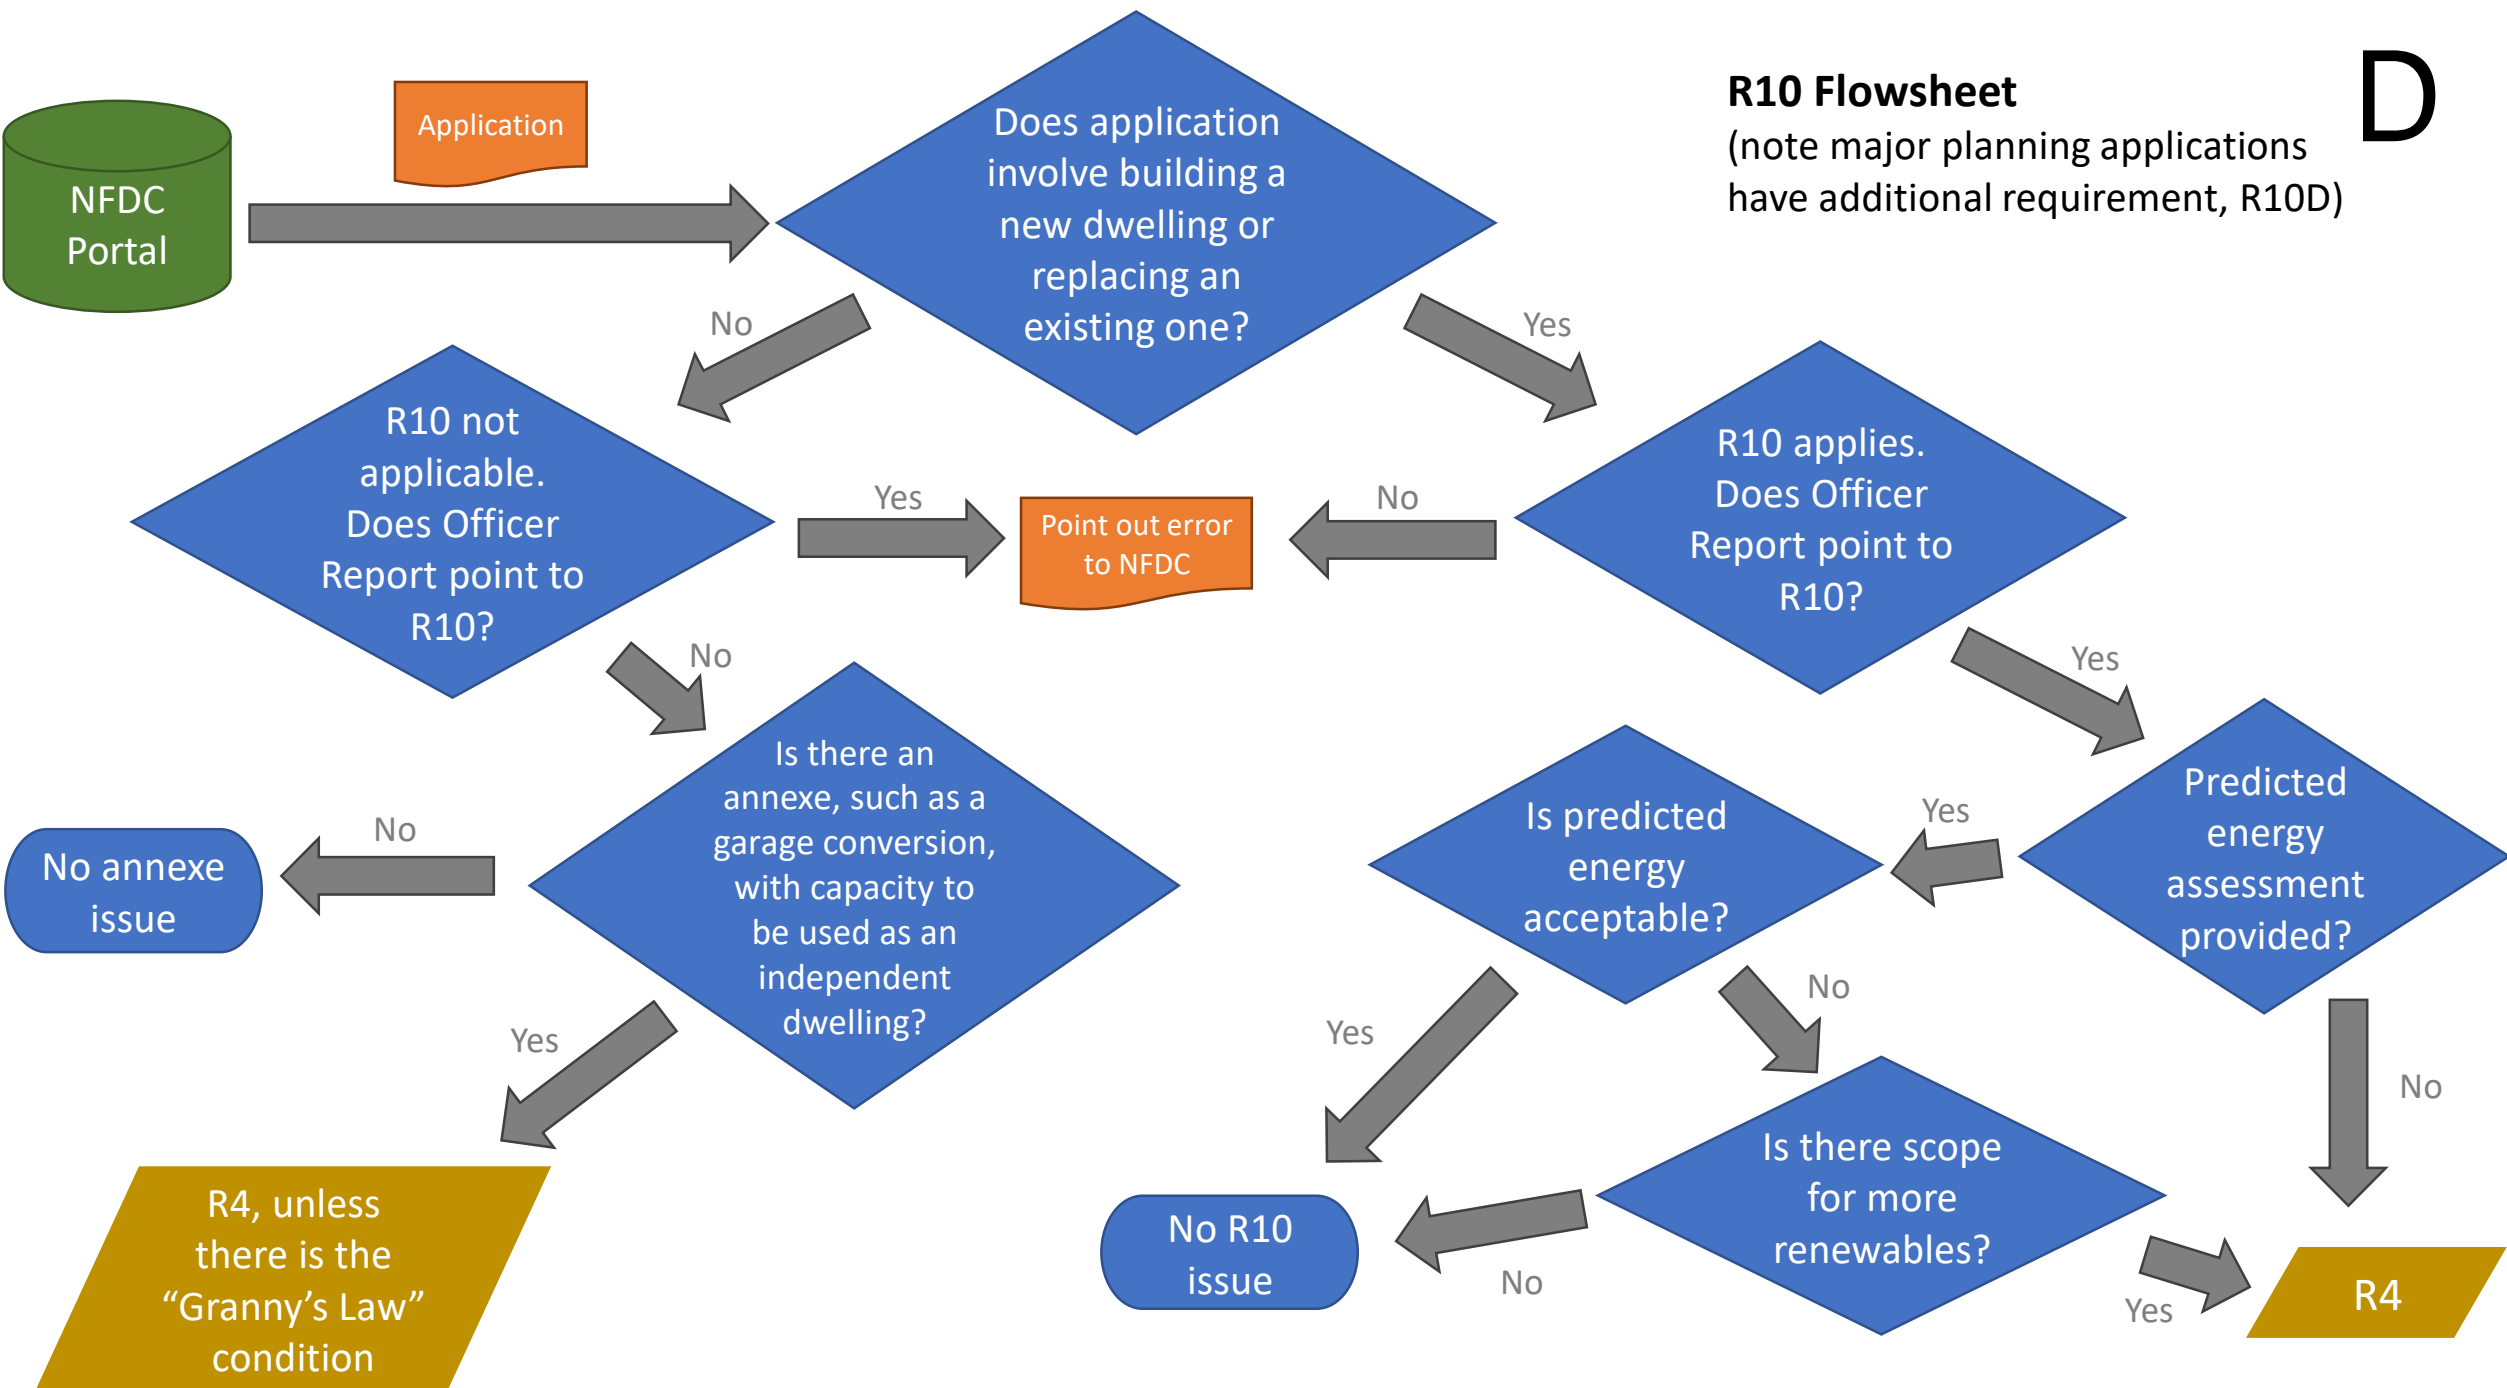 R10 Flowsheet
(note major planning applications
have additional requirement, R10D)
D
NFDC
Portal
Application
Does application
involve building a
new dwelling or
replacing an
existing one?
No
Yes
R10 not
applicable.
Does Officer
Report point to
R10?
Yes
Point out error
to NFDC
No
R10 applies.
Does Officer
Report point to
R10?
No
Yes
Is there an
annexe, such as a
garage conversion,
with capacity to
be used as an
independent
dwelling?
No
No annexe
issue
Yes
R4, unless
there is the
“Granny’s Law”
condition
Predicted
energy
assessment
provided?
Yes
Is predicted
energy
acceptable?
No
Yes
No
Is there scope
for more
renewables?
No R10
issue
No
Yes
R4